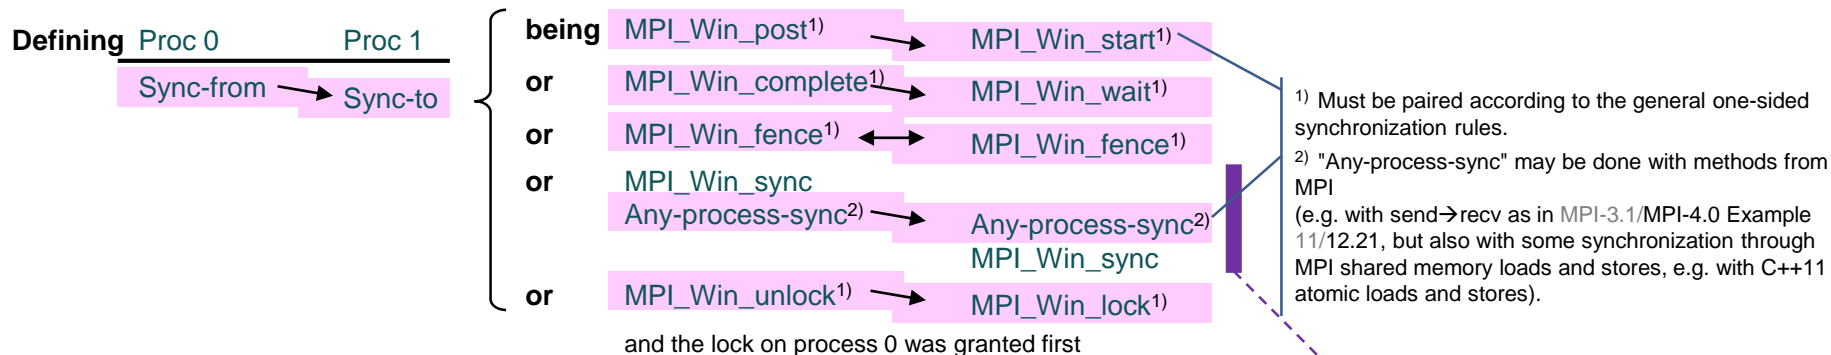 Defining Proc 0 Proc 1
Sync-from Sync-to
being MPI_Win_post1) MPI_Win_start1)
or MPI_Win_complete1) MPI_Win_wait1)
or MPI_Win_fence1) MPI_Win_fence1)
or MPI_Win_sync
Any-process-sync2) Any-process-sync2)
MPI_Win_sync
or MPI_Win_unlock1) MPI_Win_lock1)
and the lock on process 0 was granted first
1) Must be paired according to the general one-sided
synchronization rules.
2) "Any-process-sync" may be done with methods from
MPI
(e.g. with send→recv as in MPI-3.1/MPI-4.0 Example
11/12.21, but also with some synchronization through
MPI shared memory loads and stores, e.g. with C++11
atomic loads and stores).